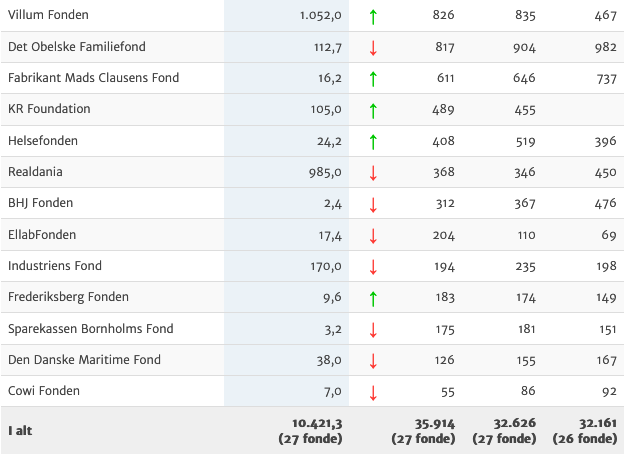 Villum Fonden 1.052,0 ↑ 826 835 467
Det Obelske Familiefond 112,7 ↓ 817 904 982
Fabrikant Mads Clausens Fond 16,2 ↑ 611 646 737
KR Foundation 105,0 ↑ 489 455
Helsefonden 24,2 ↑ 408 519 396
Realdania 985,0 ↓ 368 346 450
BHJ Fonden 2,4 ↓ 312 367 476
EllabFonden 17,4 ↓ 204 110 69
Industriens Fond 170,0 ↓ 194 235 198
Frederiksberg Fonden 9,6 ↑ 183 174 149
Sparekassen Bornholms Fond 3,2 ↓ 175 181 151
Den Danske Maritime Fond 38,0 ↓ 126 155 167
Cowi Fonden 7,0 ↓ 55 86 92
I alt 10.421,3 35.914 32.626 32.161
(27 fonde) (27 fonde) (27 fonde) (26 fonde)